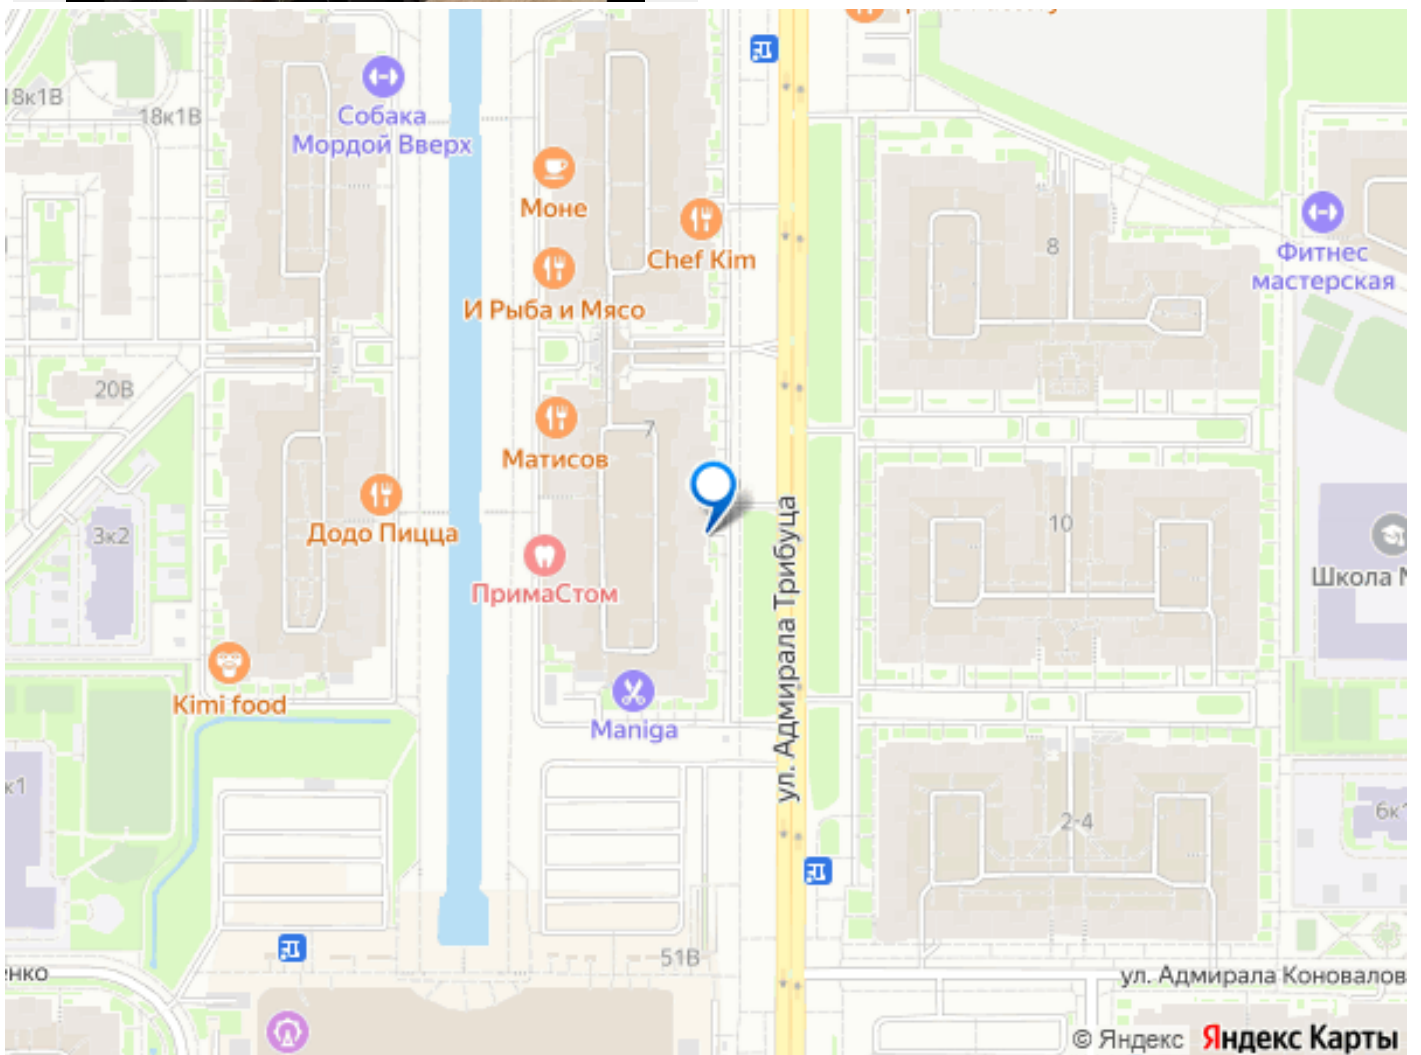 18к1В
18к1В
Собака
Мордой Вверх
Моне
Chef Kim
8
Фитнес
мастерская
И Рыба и Мясо
20В
7
Матисов
Додо Пицца
3к2
10
ул. Адмирала Трибуца
Школа
ПримаСтом
Kimi food
Maniga
к1
2-4
6к1
51В
нко
ул. Адмирала Коновалов
© Яндекс Яндекс Карты